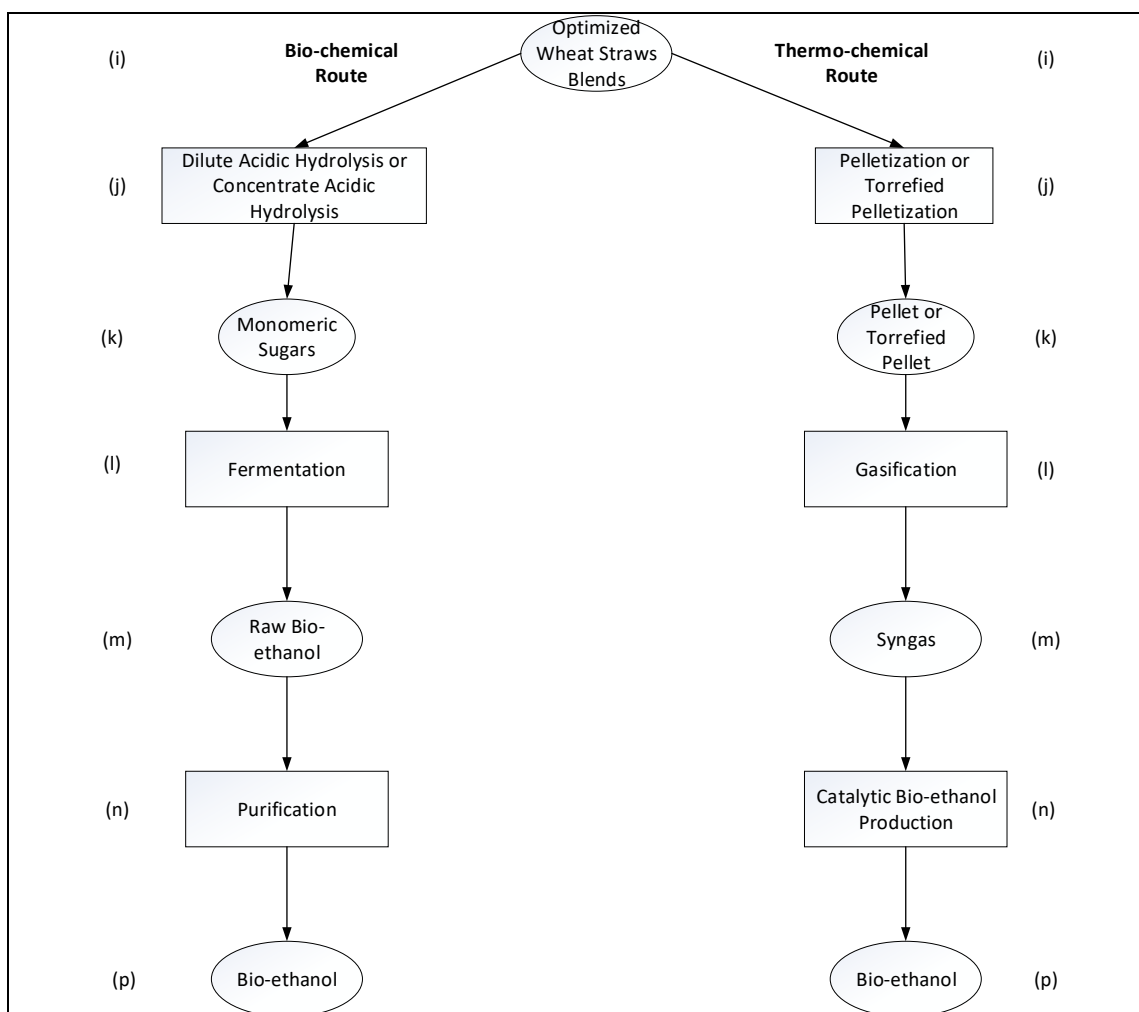 (i)
Bio-chemical
Route
Optimized
Wheat Straws
Blends
Thermo-chemical
Route
(i)
(j)
Dilute Acidic Hydrolysis or
Concentrate Acidic
Hydrolysis
Pelletization or
Torrefied
Pelletization
(j)
(k)
Monomeric
Sugars
Pellet or
Torrefied
Pellet
(k)
(l)
Fermentation
Gasification
(l)
(m)
Raw Bio-
ethanol
Syngas
(m)
(n)
Purification
Catalytic Bio-ethanol
Production
(n)
(p)
Bio-ethanol
Bio-ethanol
(p)